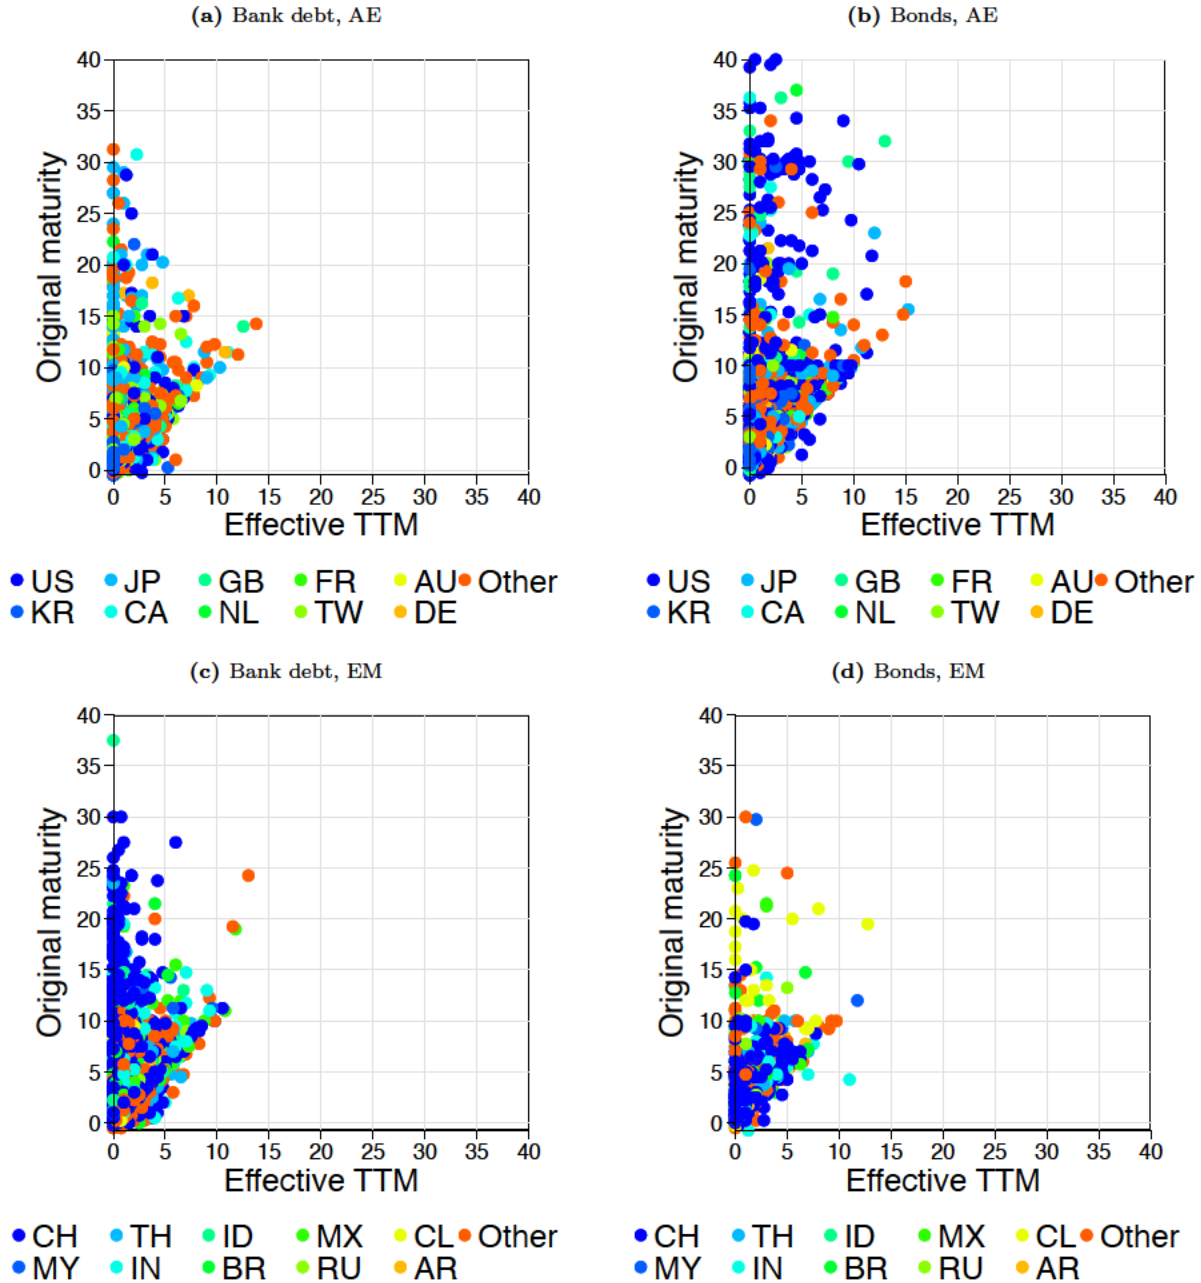 (a) Bank debt, AE
40
35
30
25
20
15
10
5
0
Original maturity
0 5 10 15 20 25 30 35 40
Effective TTM
US JP GB FR AU Other
KR CA NL TW DE
(b) Bonds, AE
40
35
30
25
20
15
10
5
0
Original maturity
0 5 10 15 20 25 30 35 40
Effective TTM
US JP GB FR AU Other
KR CA NL TW DE
(c) Bank debt, EM
40
35
30
25
20
15
10
5
0
Original maturity
0 5 10 15 20 25 30 35 40
Effective TTM
CH TH ID MX CL Other
MY IN BR RU AR
(d) Bonds, EM
40
35
30
25
20
15
10
5
0
Original maturity
0 5 10 15 20 25 30 35 40
Effective TTM
CH TH ID MX CL Other
MY IN BR RU AR